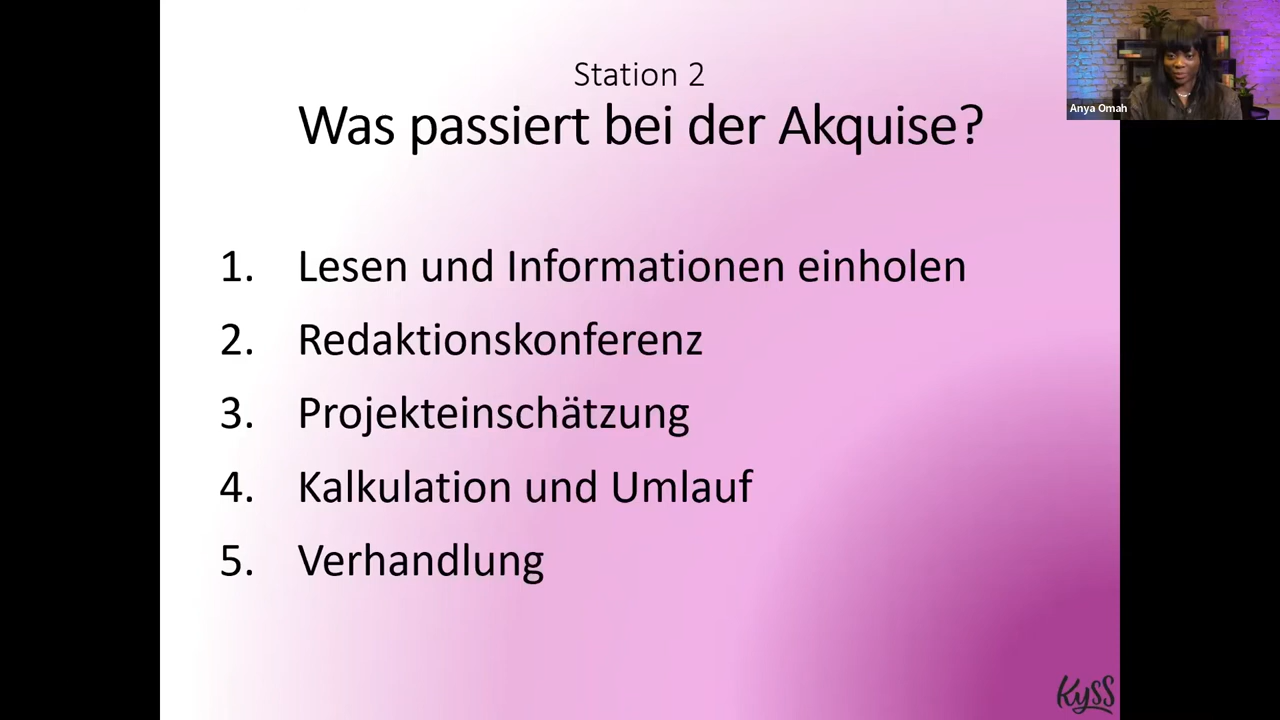 Station 2
Was passiert bei der Akquise?
1. Lesen und Informationen einholen
2. Redaktionskonferenz
3. Projekteinschätzung
4. Kalkulation und Umlauf
5. Verhandlung
Anya Omah
Kyss